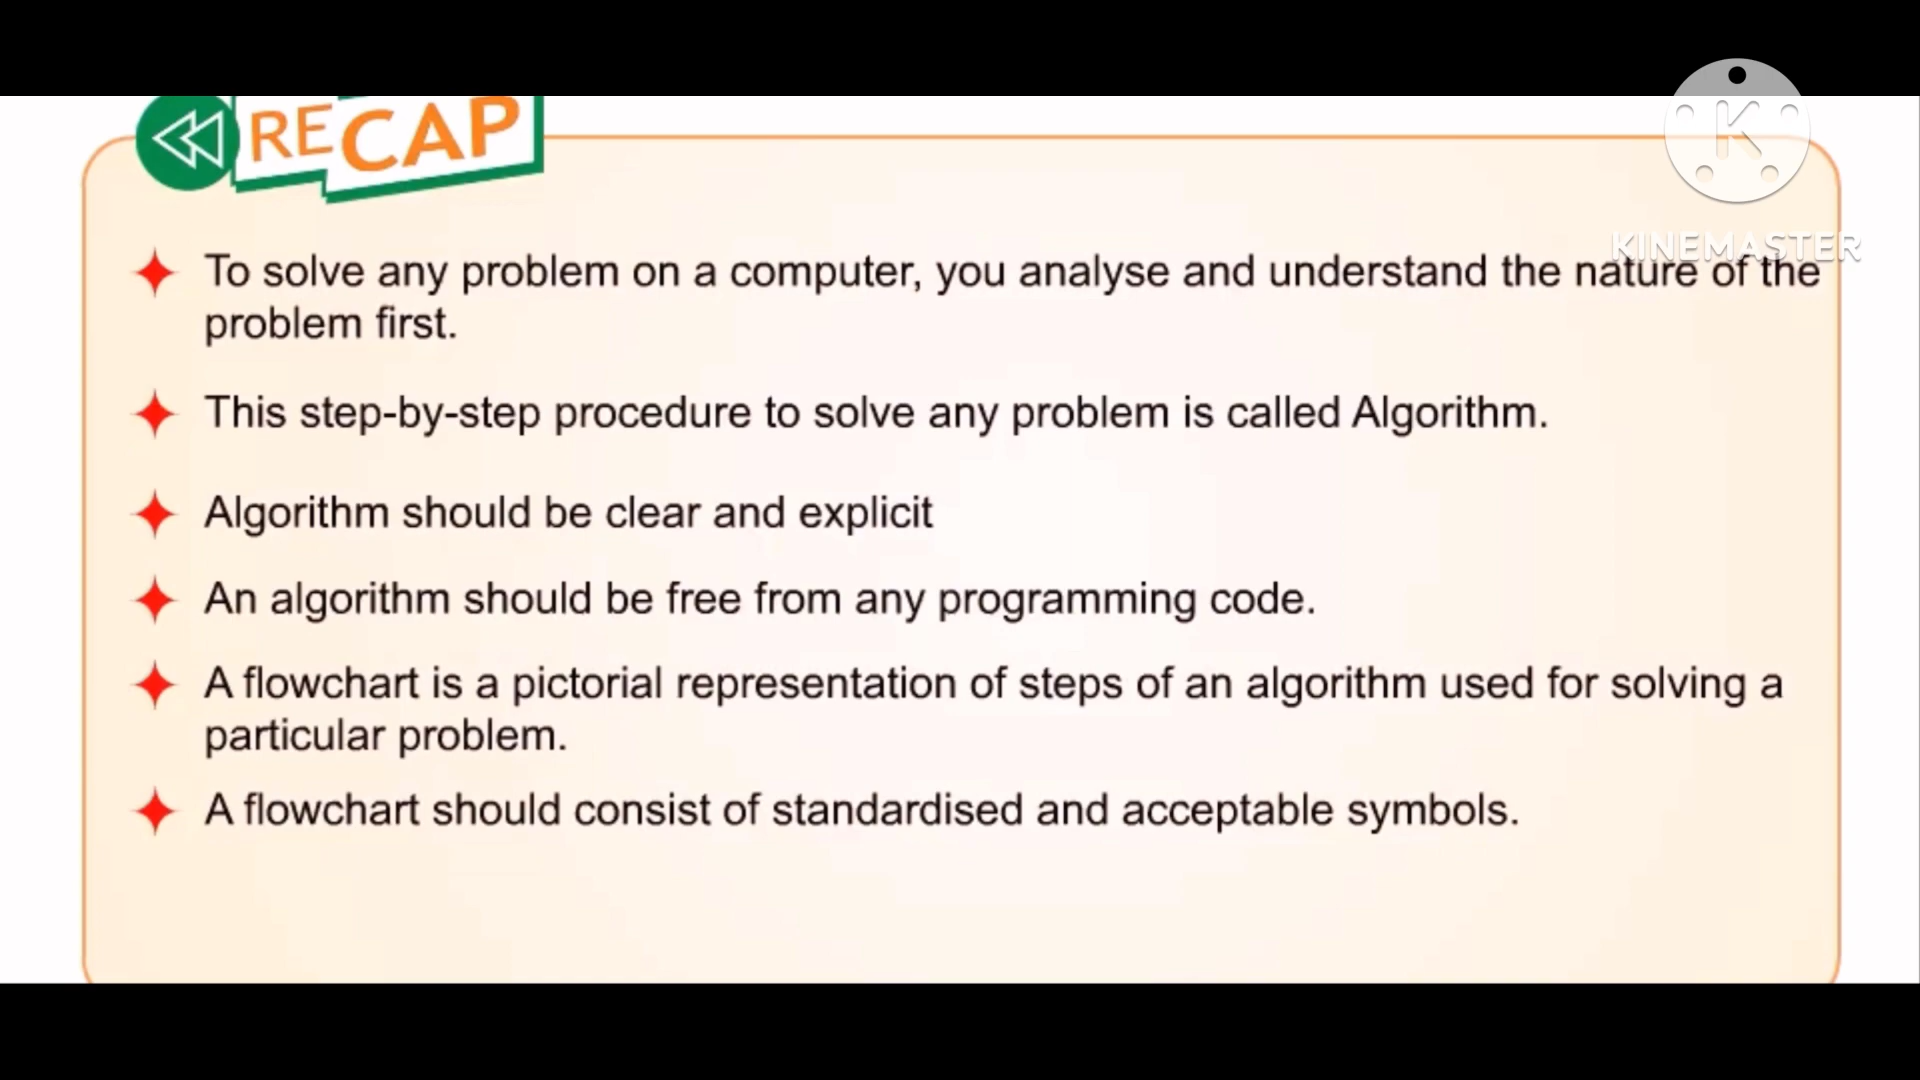 RECAP
KINEMASTER
To solve any problem on a computer, you analyse and understand the nature of the
problem first.
This step-by-step procedure to solve any problem is called Algorithm.
Algorithm should be clear and explicit
An algorithm should be free from any programming code.
A flowchart is a pictorial representation of steps of an algorithm used for solving a
particular problem.
A flowchart should consist of standardised and acceptable symbols.